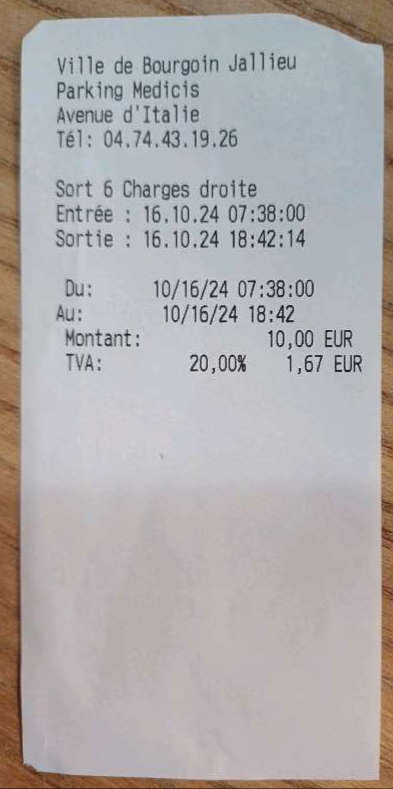 Ville de Bourgoin Jallieu
Parking Medicis
Avenue d'Italie
Tél: 04.74.43.19.26
Sort 6 Charges droite
Entrée : 16.10.24 07:38:00
Sortie : 16.10.24 18:42:14
Du: 10/16/24 07:38:00
Au: 10/16/24 18:42
Montant: 10,00 EUR
TVA: 20,00% 1,67 EUR